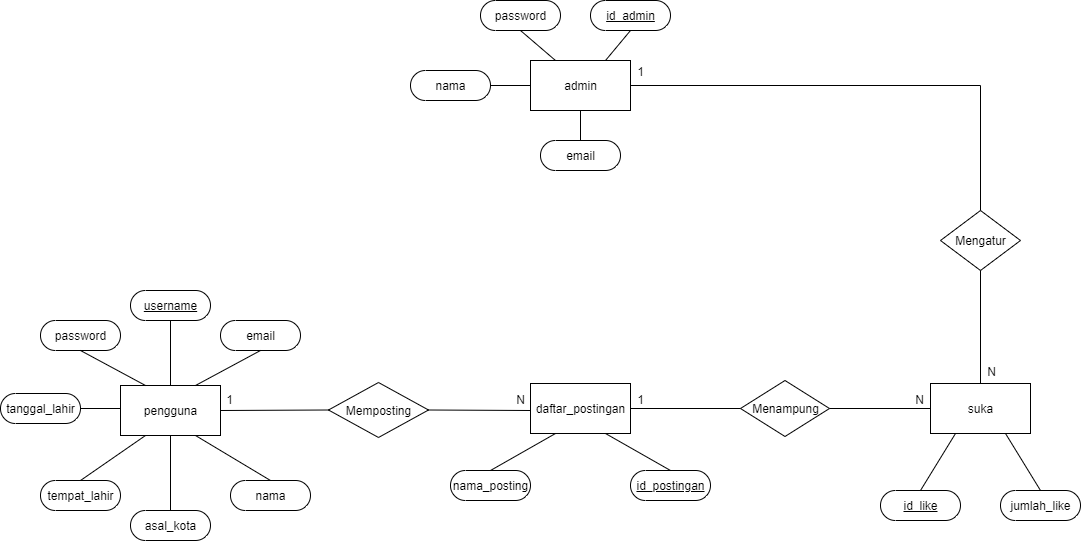 password
id_admin
1
nama
admin
email
Mengatur
username
password
email
N
tanggal_lahir
pengguna
1
Memposting
N
daftar_postingan
1
Menampung
N
suka
tempat_lahir
nama
nama_posting
id_postingan
id_like
jumlah_like
asal_kota